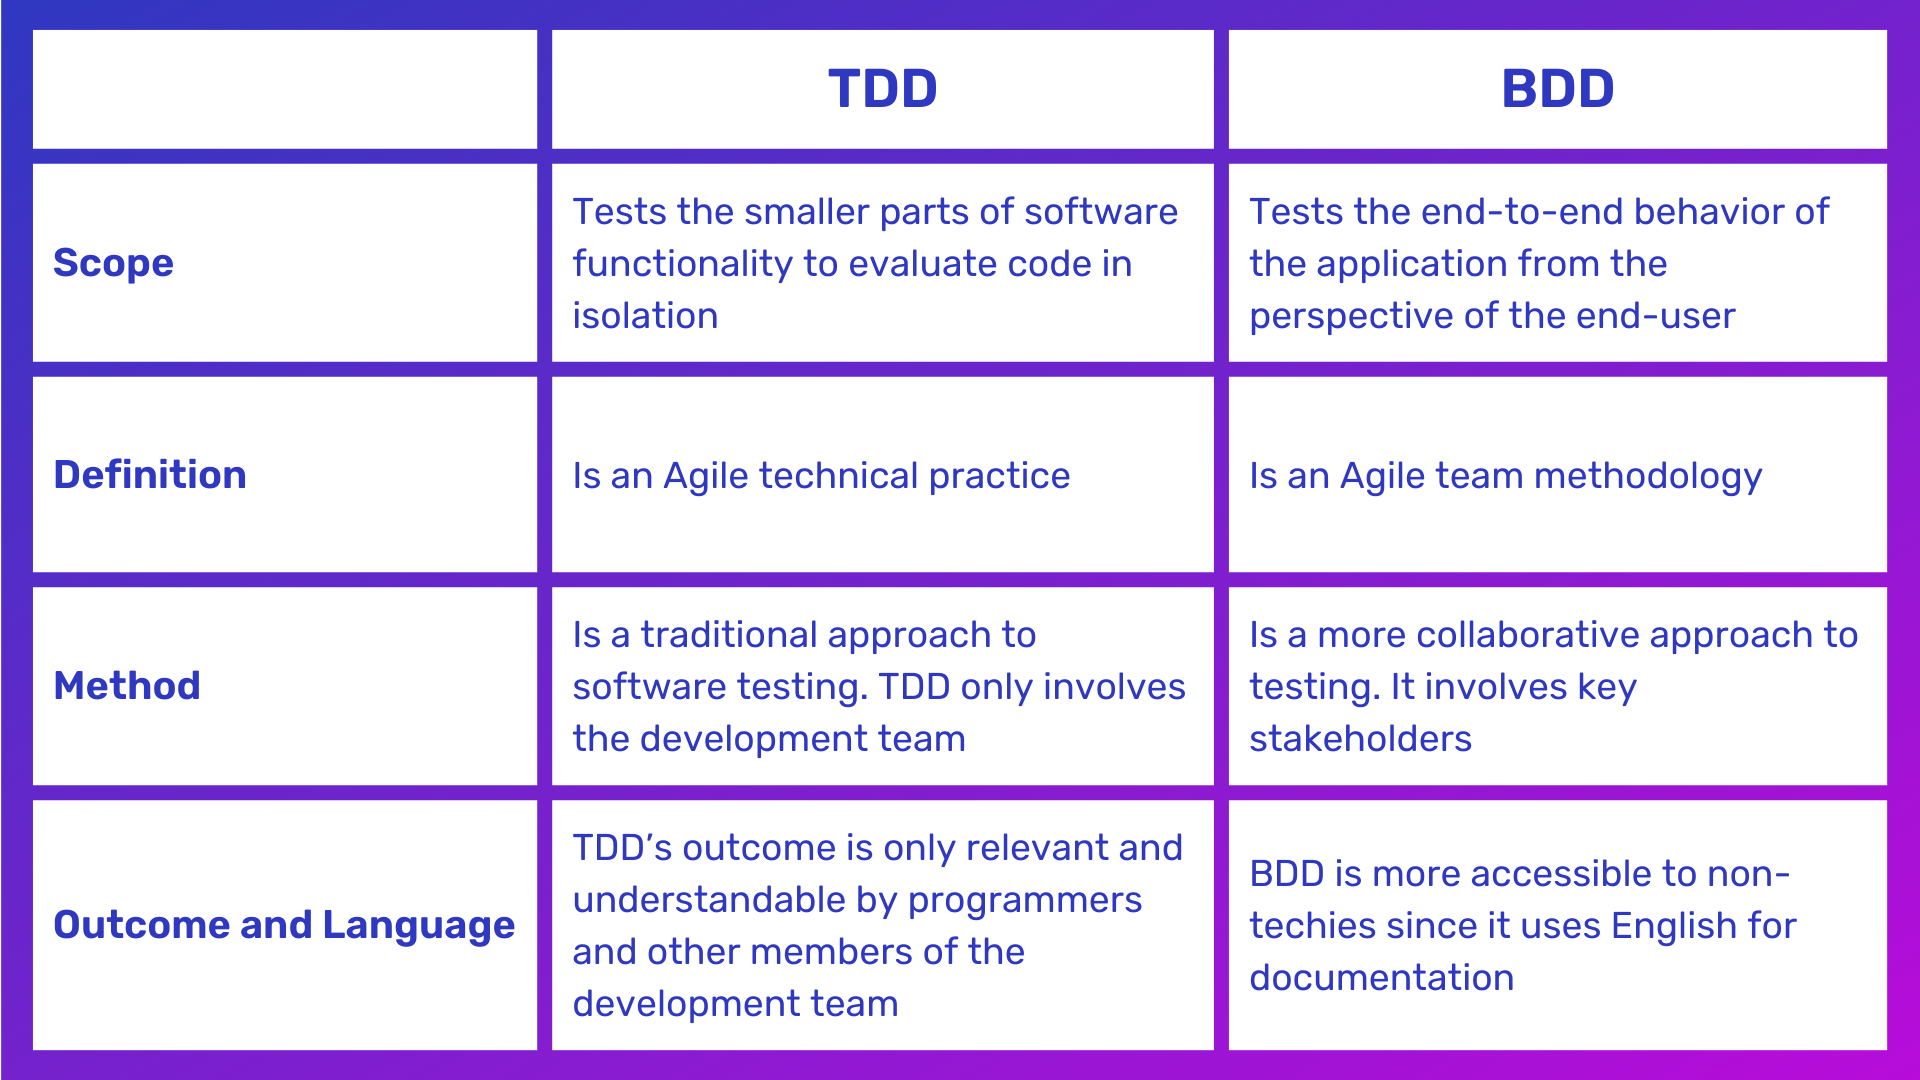 TDD
BDD
Scope
Tests the smaller parts of software
functionality to evaluate code in
isolation
Tests the end-to-end behavior of
the application from the
perspective of the end-user
Definition
Is an Agile technical practice
Is an Agile team methodology
Method
Is a traditional approach to
software testing. TDD only involves
the development team
Is a more collaborative approach to
testing. It involves key
stakeholders
Outcome and Language
TDD’s outcome is only relevant and
understandable by programmers
and other members of the
development team
BDD is more accessible to non-
techies since it uses English for
documentation